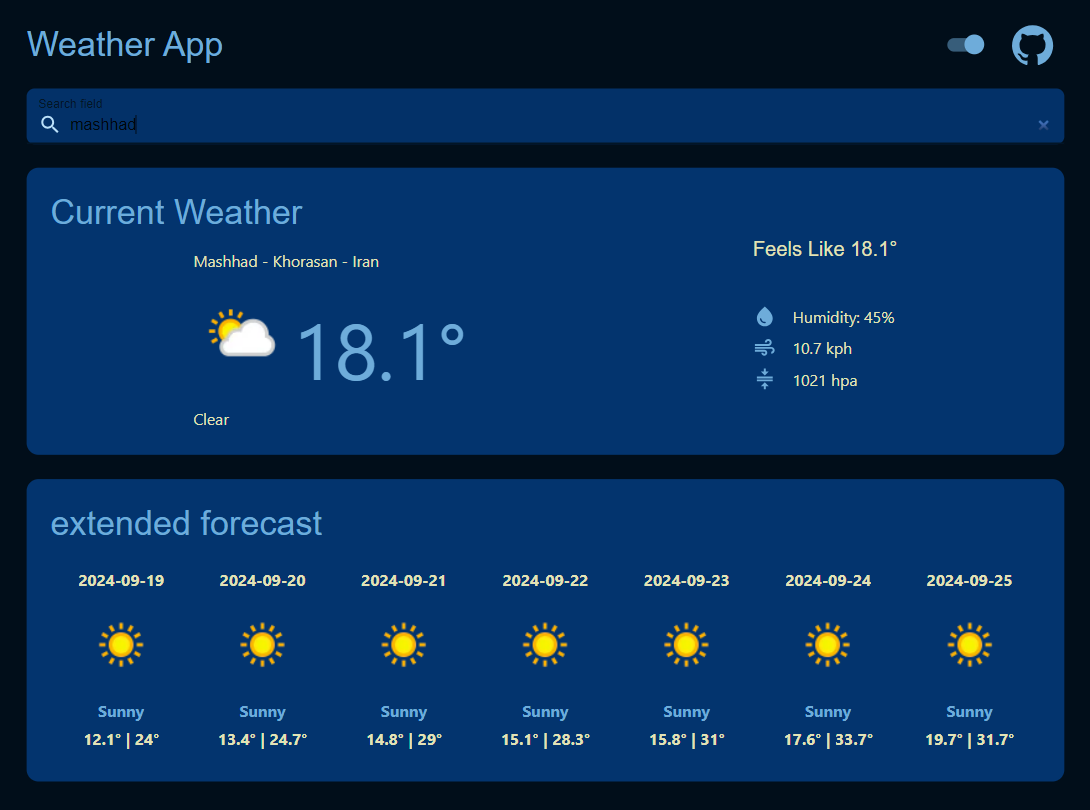 Weather App
Search field
mashhad
Current Weather
Mashhad - Khorasan - Iran
18.1°
Clear
Feels Like 18.1°
Humidity: 45%
10.7 kph
1021 hpa
extended forecast
2024-09-19 2024-09-20 2024-09-21 2024-09-22 2024-09-23 2024-09-24 2024-09-25
Sunny Sunny Sunny Sunny Sunny Sunny Sunny
12.1° | 24° 13.4° | 24.7° 14.8° | 29° 15.1° | 28.3° 15.8° | 31° 17.6° | 33.7° 19.7° | 31.7°